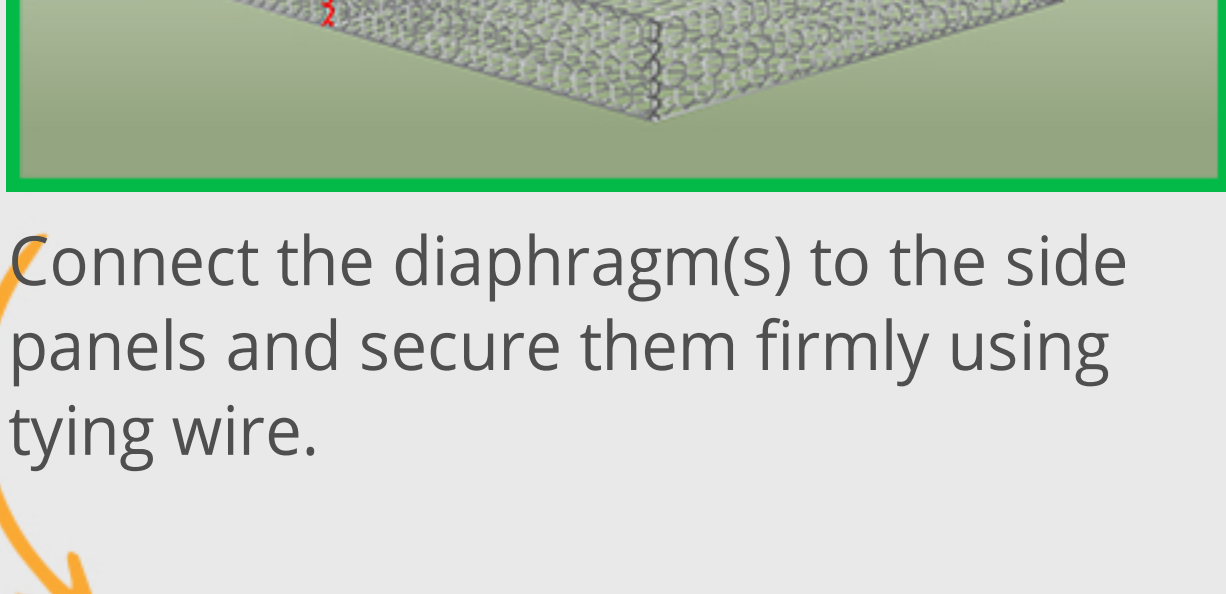 Connect the diaphragm(s) to the side
panels and secure them firmly using
tying wire.